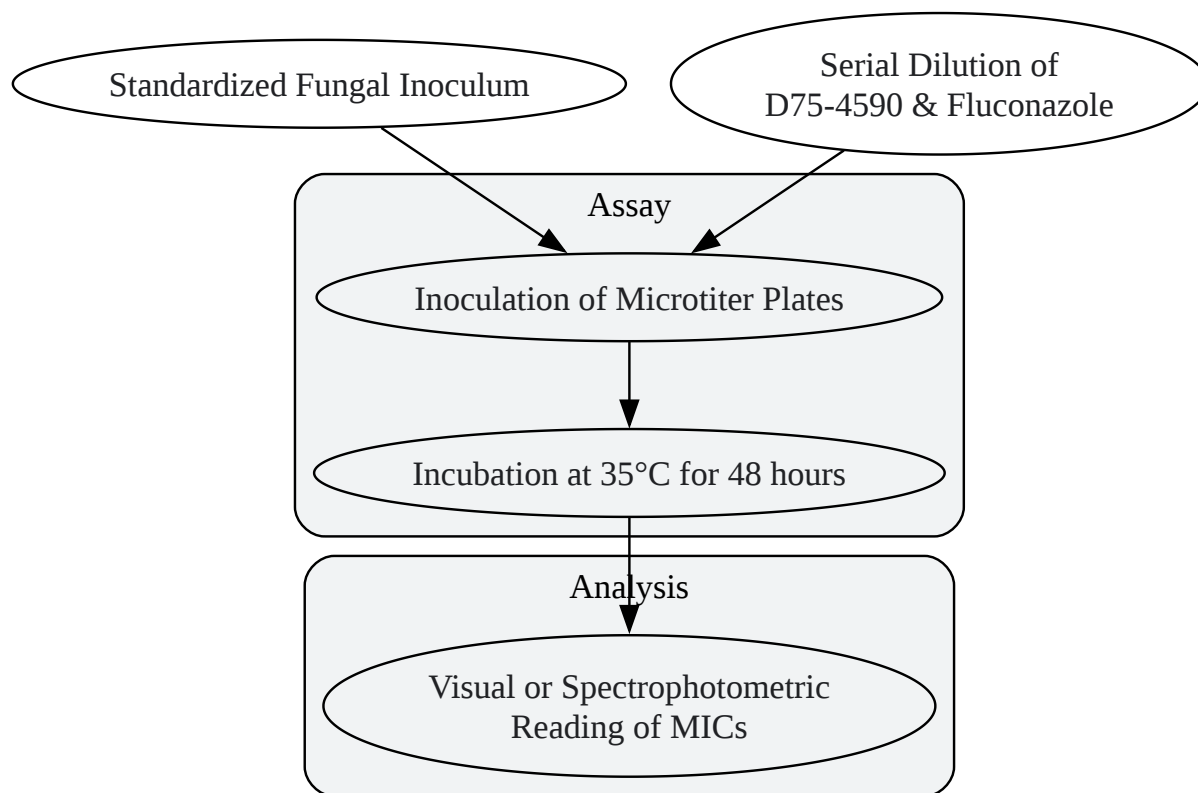 Standardized Fungal Inoculum
Serial Dilution of
D75-4590 & Fluconazole
Assay
Inoculation of Microtiter Plates
Incubation at 35°C for 48 hours
Analysis
Visual or Spectrophotometric
Reading of MICs